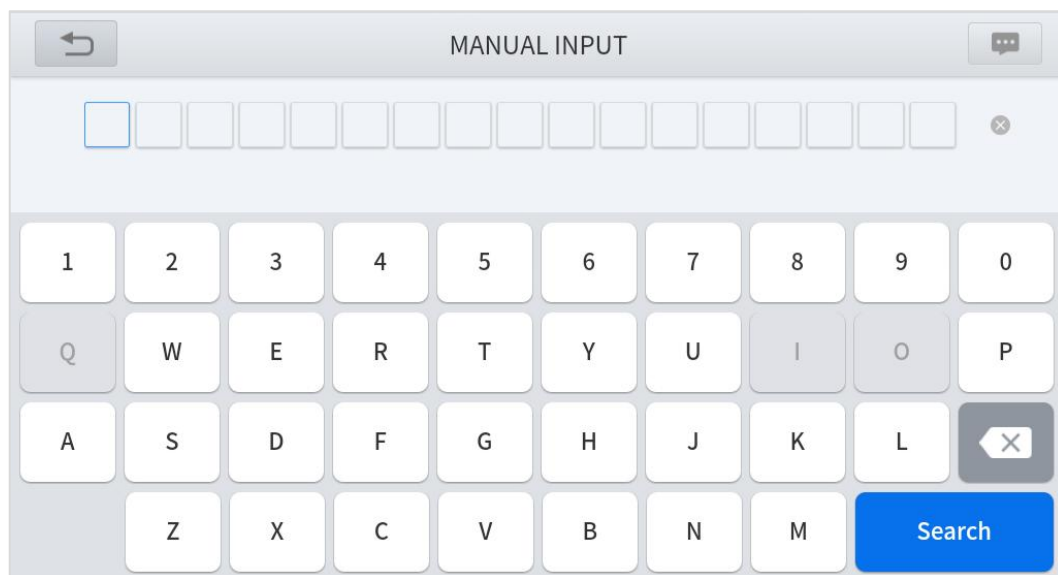 MANUAL INPUT
1 2 3 4 5 6 7 8 9 0
Q W E R T Y U I O P
A S D F G H J K L
Z X C V B N M Search